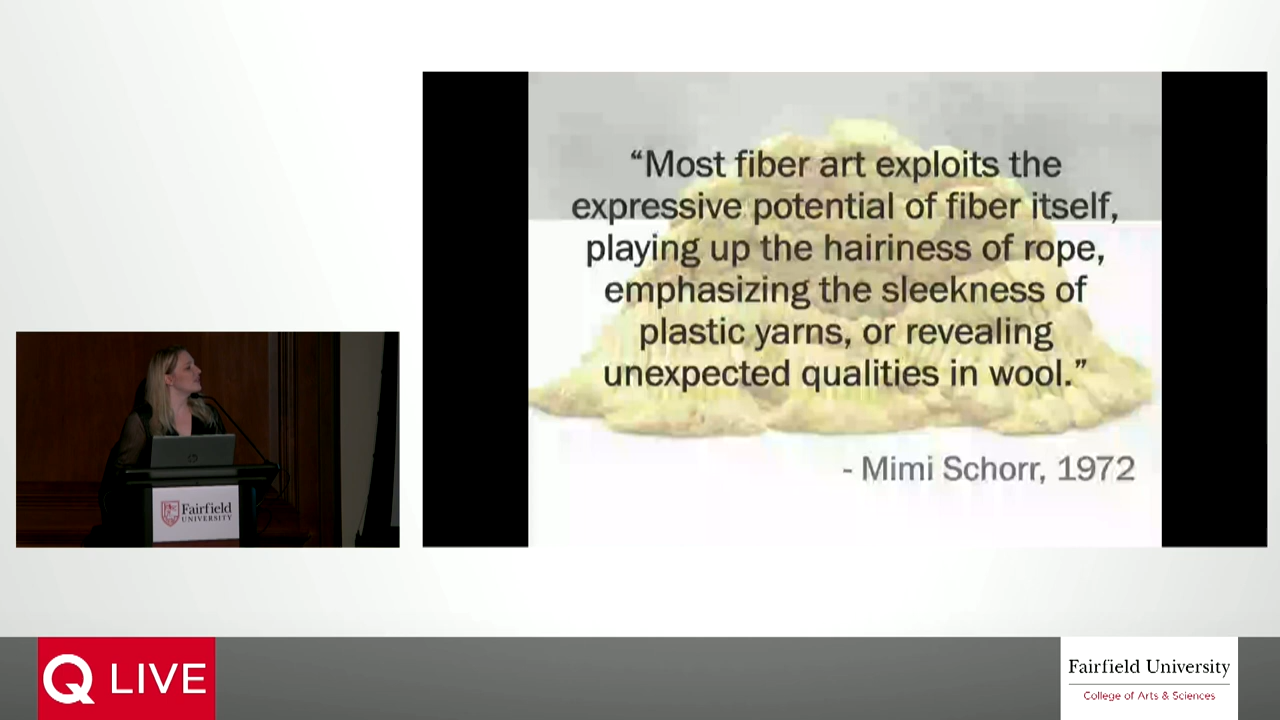 “Most fiber art exploits the
expressive potential of fiber itself,
playing up the hairiness of rope,
emphasizing the sleekness of
plastic yarns, or revealing
unexpected qualities in wool.”
- Mimi Schorr, 1972
Fairfield
UNIVERSITY
Q LIVE
Fairfield University
College of Arts & Sciences